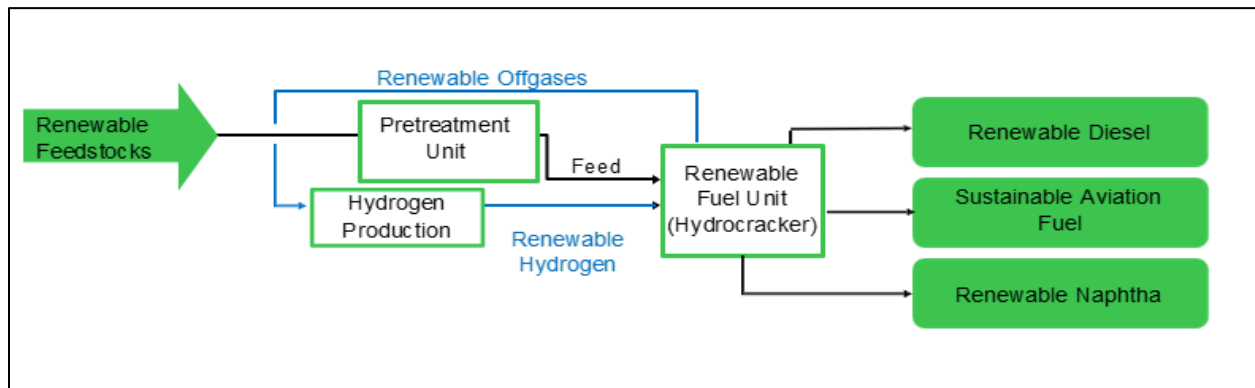 Renewable Offgases
Renewable
Feedstocks
Pretreatment
Unit
Feed
Hydrogen
Production
Renewable
Hydrogen
Renewable
Fuel Unit
(Hydrocracker)
Renewable Diesel
Sustainable Aviation
Fuel
Renewable Naphtha